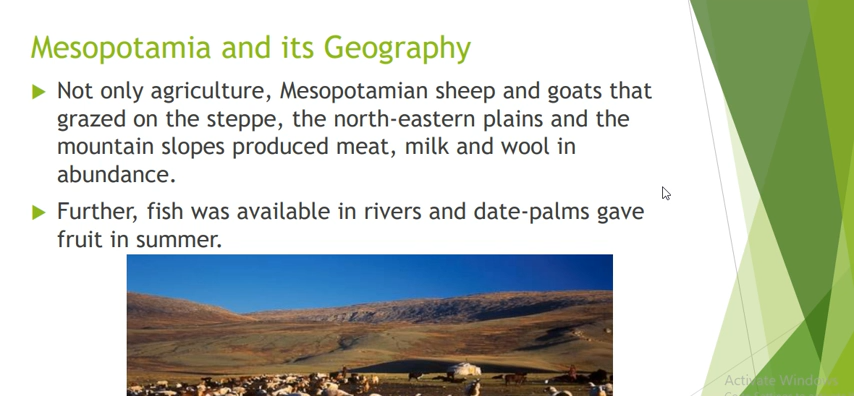 Mesopotamia and its Geography
Not only agriculture, Mesopotamian sheep and goats that
grazed on the steppe, the north-eastern plains and the
mountain slopes produced meat, milk and wool in
abundance.
Further, fish was available in rivers and date-palms gave
fruit in summer.
Activate Windows